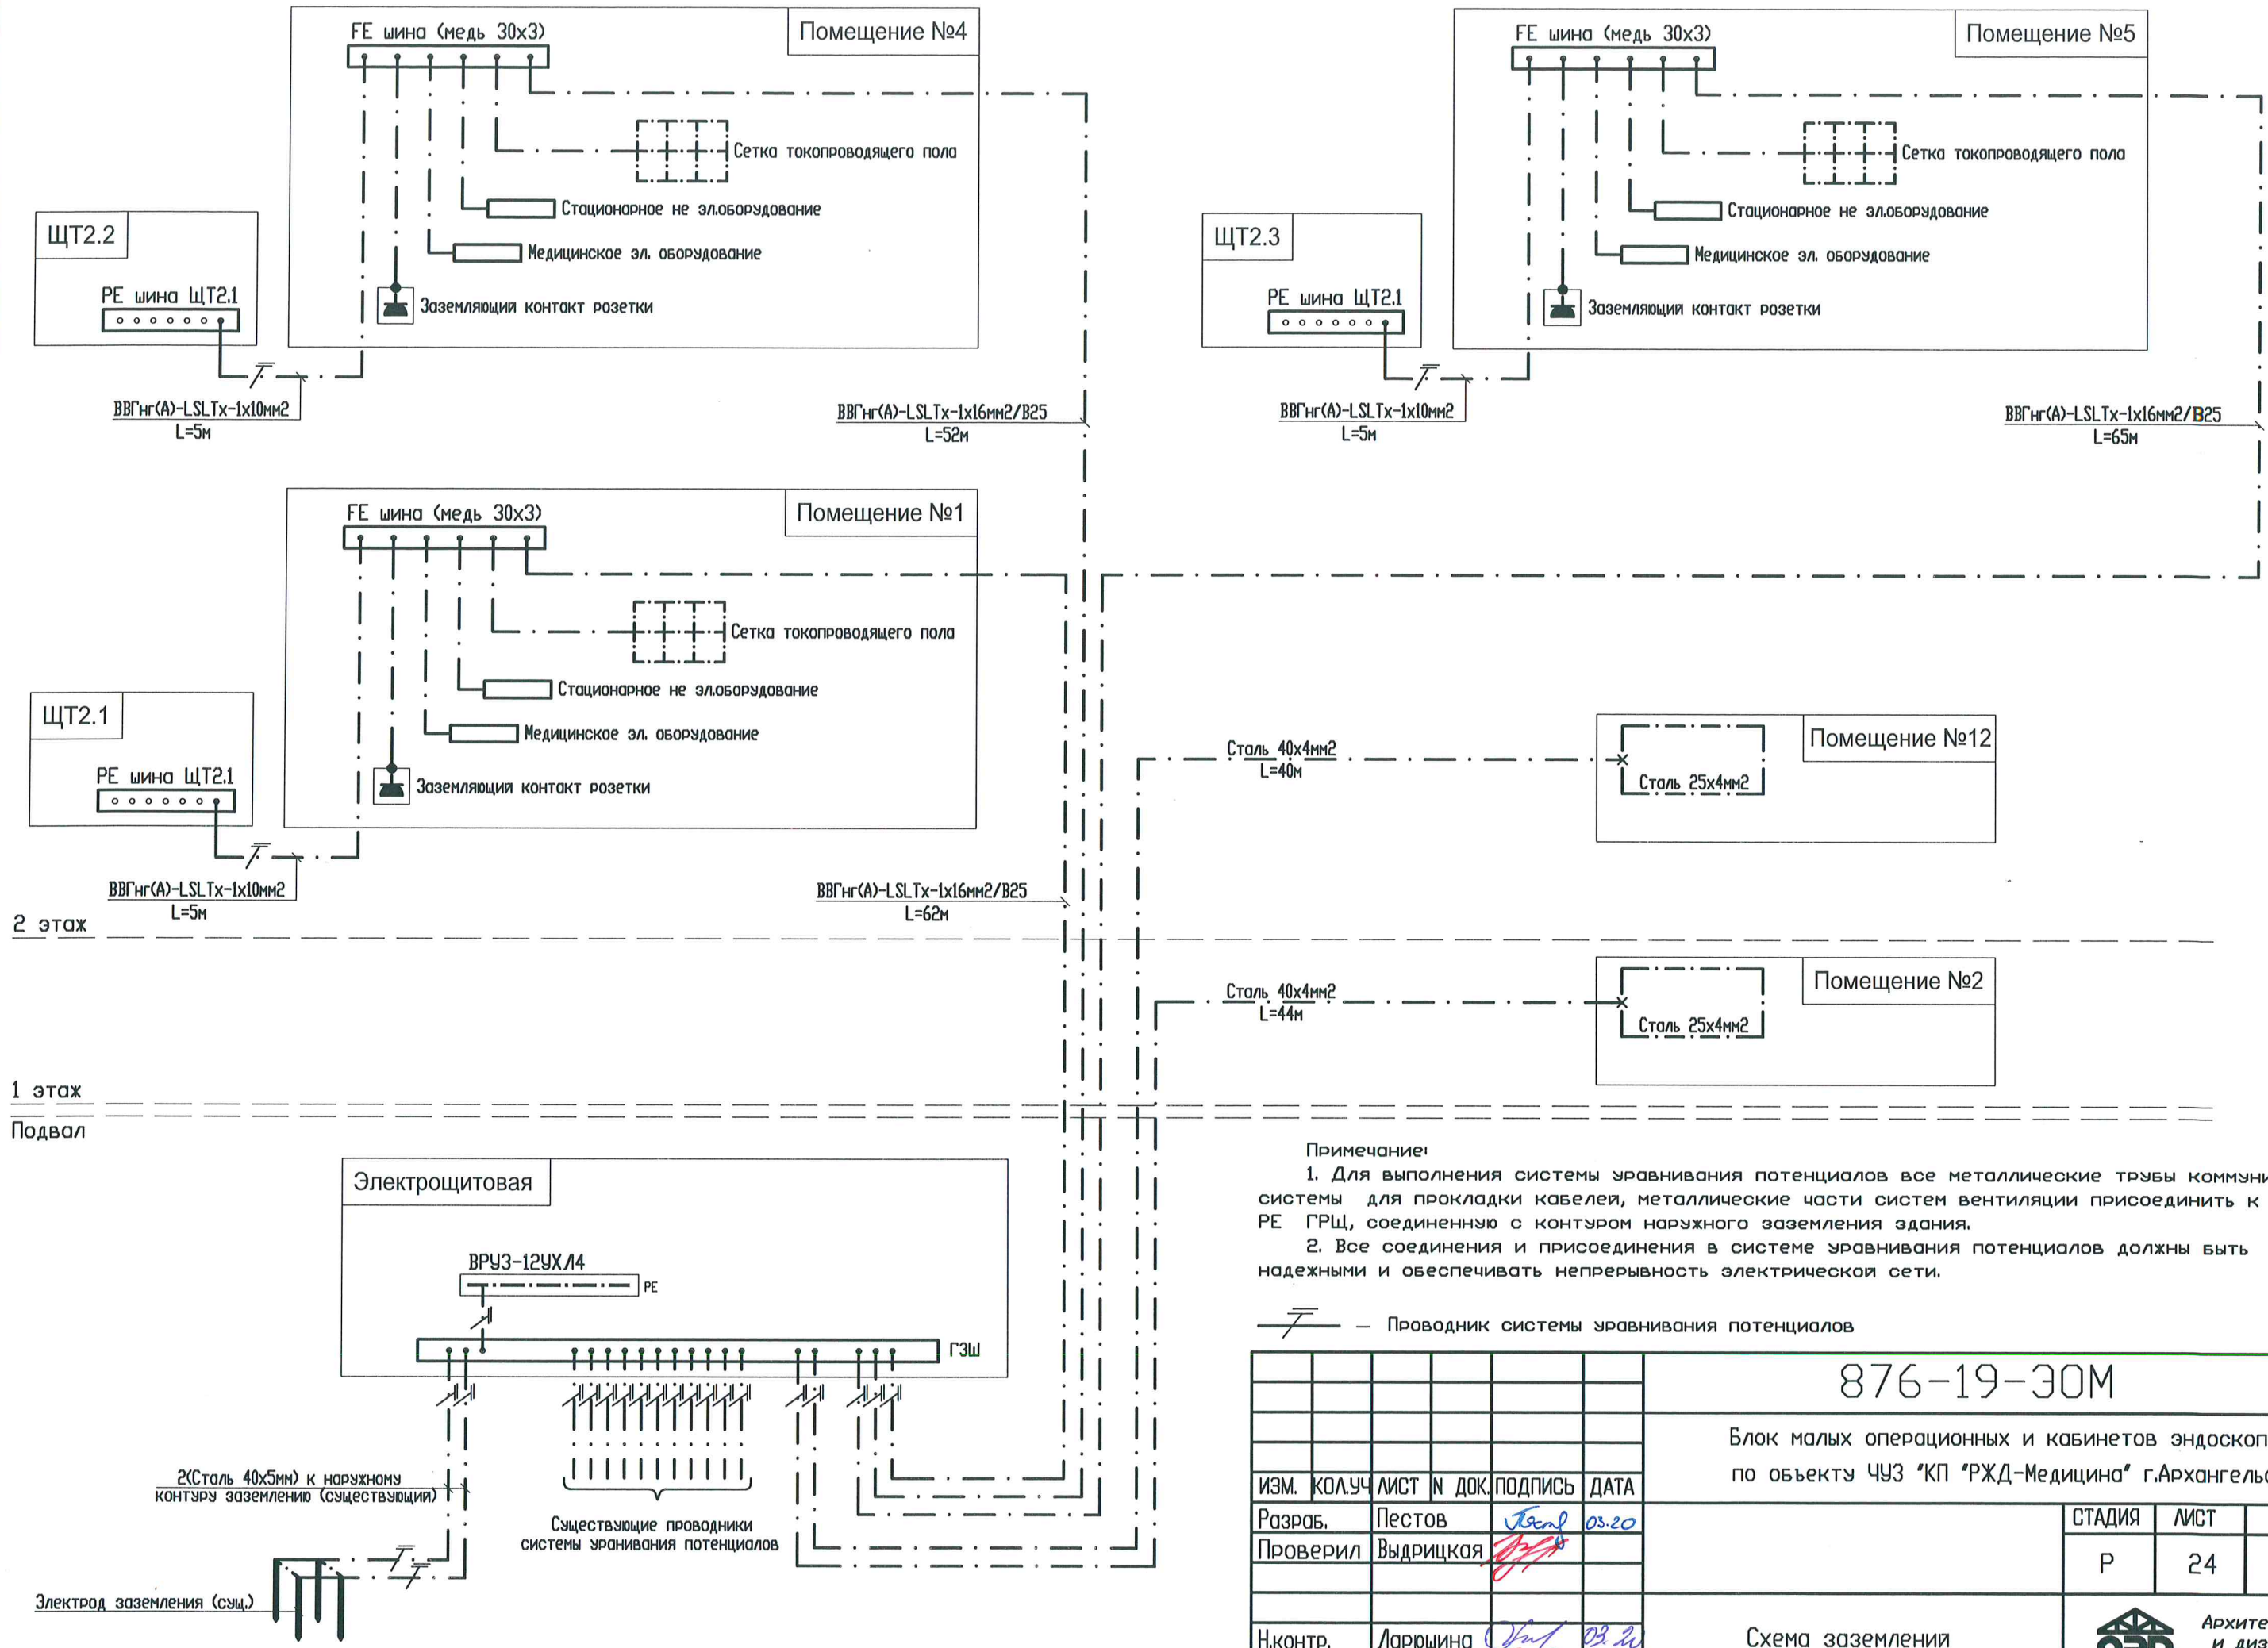 FE шина (медь 30х3)
Помещение №4
Сетка токопроводящего пола
Стационарное не эл.оборудование
Медицинское эл. оборудование
Заземляющий контакт розетки
ЩТ2.2
РЕ шина ЩТ2.1
ВВГнг(А)-LSLTx-1х10мм2
L=5м
ВВГнг(А)-LSLTx-1х16мм2/В25
L=52м
FE шина (медь 30х3)
Помещение №5
Сетка токопроводящего пола
Стационарное не эл.оборудование
Медицинское эл. оборудование
Заземляющий контакт розетки
ЩТ2.3
РЕ шина ЩТ2.1
ВВГнг(А)-LSLTx-1х10мм2
L=5м
ВВГнг(А)-LSLTx-1х16мм2/В25
L=65м
FE шина (медь 30х3)
Помещение №1
Сетка токопроводящего пола
Стационарное не эл.оборудование
Медицинское эл. оборудование
Заземляющий контакт розетки
ЩТ2.1
РЕ шина ЩТ2.1
ВВГнг(А)-LSLTx-1х10мм2
L=5м
ВВГнг(А)-LSLTx-1х16мм2/В25
L=62м
Сталь 40х4мм2
L=40м
Помещение №12
Сталь 25х4мм2
2 этаж
Сталь 40х4мм2
L=44м
Помещение №2
Сталь 25х4мм2
1 этаж
Подвал
Электрощитовая
ВРУ3-12УХЛ4
РЕ
ГЗШ
2(Сталь 40х5мм) к наружному
контуру заземлению (существующий)
Существующие проводники
системы уранивания потенциалов
Электрод заземления (сущ.)
Примечание:
1. Для выполнения системы уравнивания потенциалов все металлические трубы коммуни
системы для прокладки кабелей, металлические части систем вентиляции присоединить к
РЕ ГРЩ, соединенную с контуром наружного заземления здания.
2. Все соединения и присоединения в системе уравнивания потенциалов должны быть
надежными и обеспечивать непрерывность электрической сети.
— Проводник системы уравнивания потенциалов
876-19-ЭОМ
Блок малых операционных и кабинетов эндоскоп
по объекту ЧУЗ "КП "РЖД-Медицина" г.Архангельс
ИЗМ. КОЛ.УЧ ЛИСТ N ДОК. ПОДПИСЬ ДАТА
Разраб. Пестов 03.20
Проверил Выдрицкая
СТАДИЯ ЛИСТ
Р 24
Н.контр. Ларюшина 03.20
Схема заземлений
Архите
и диз